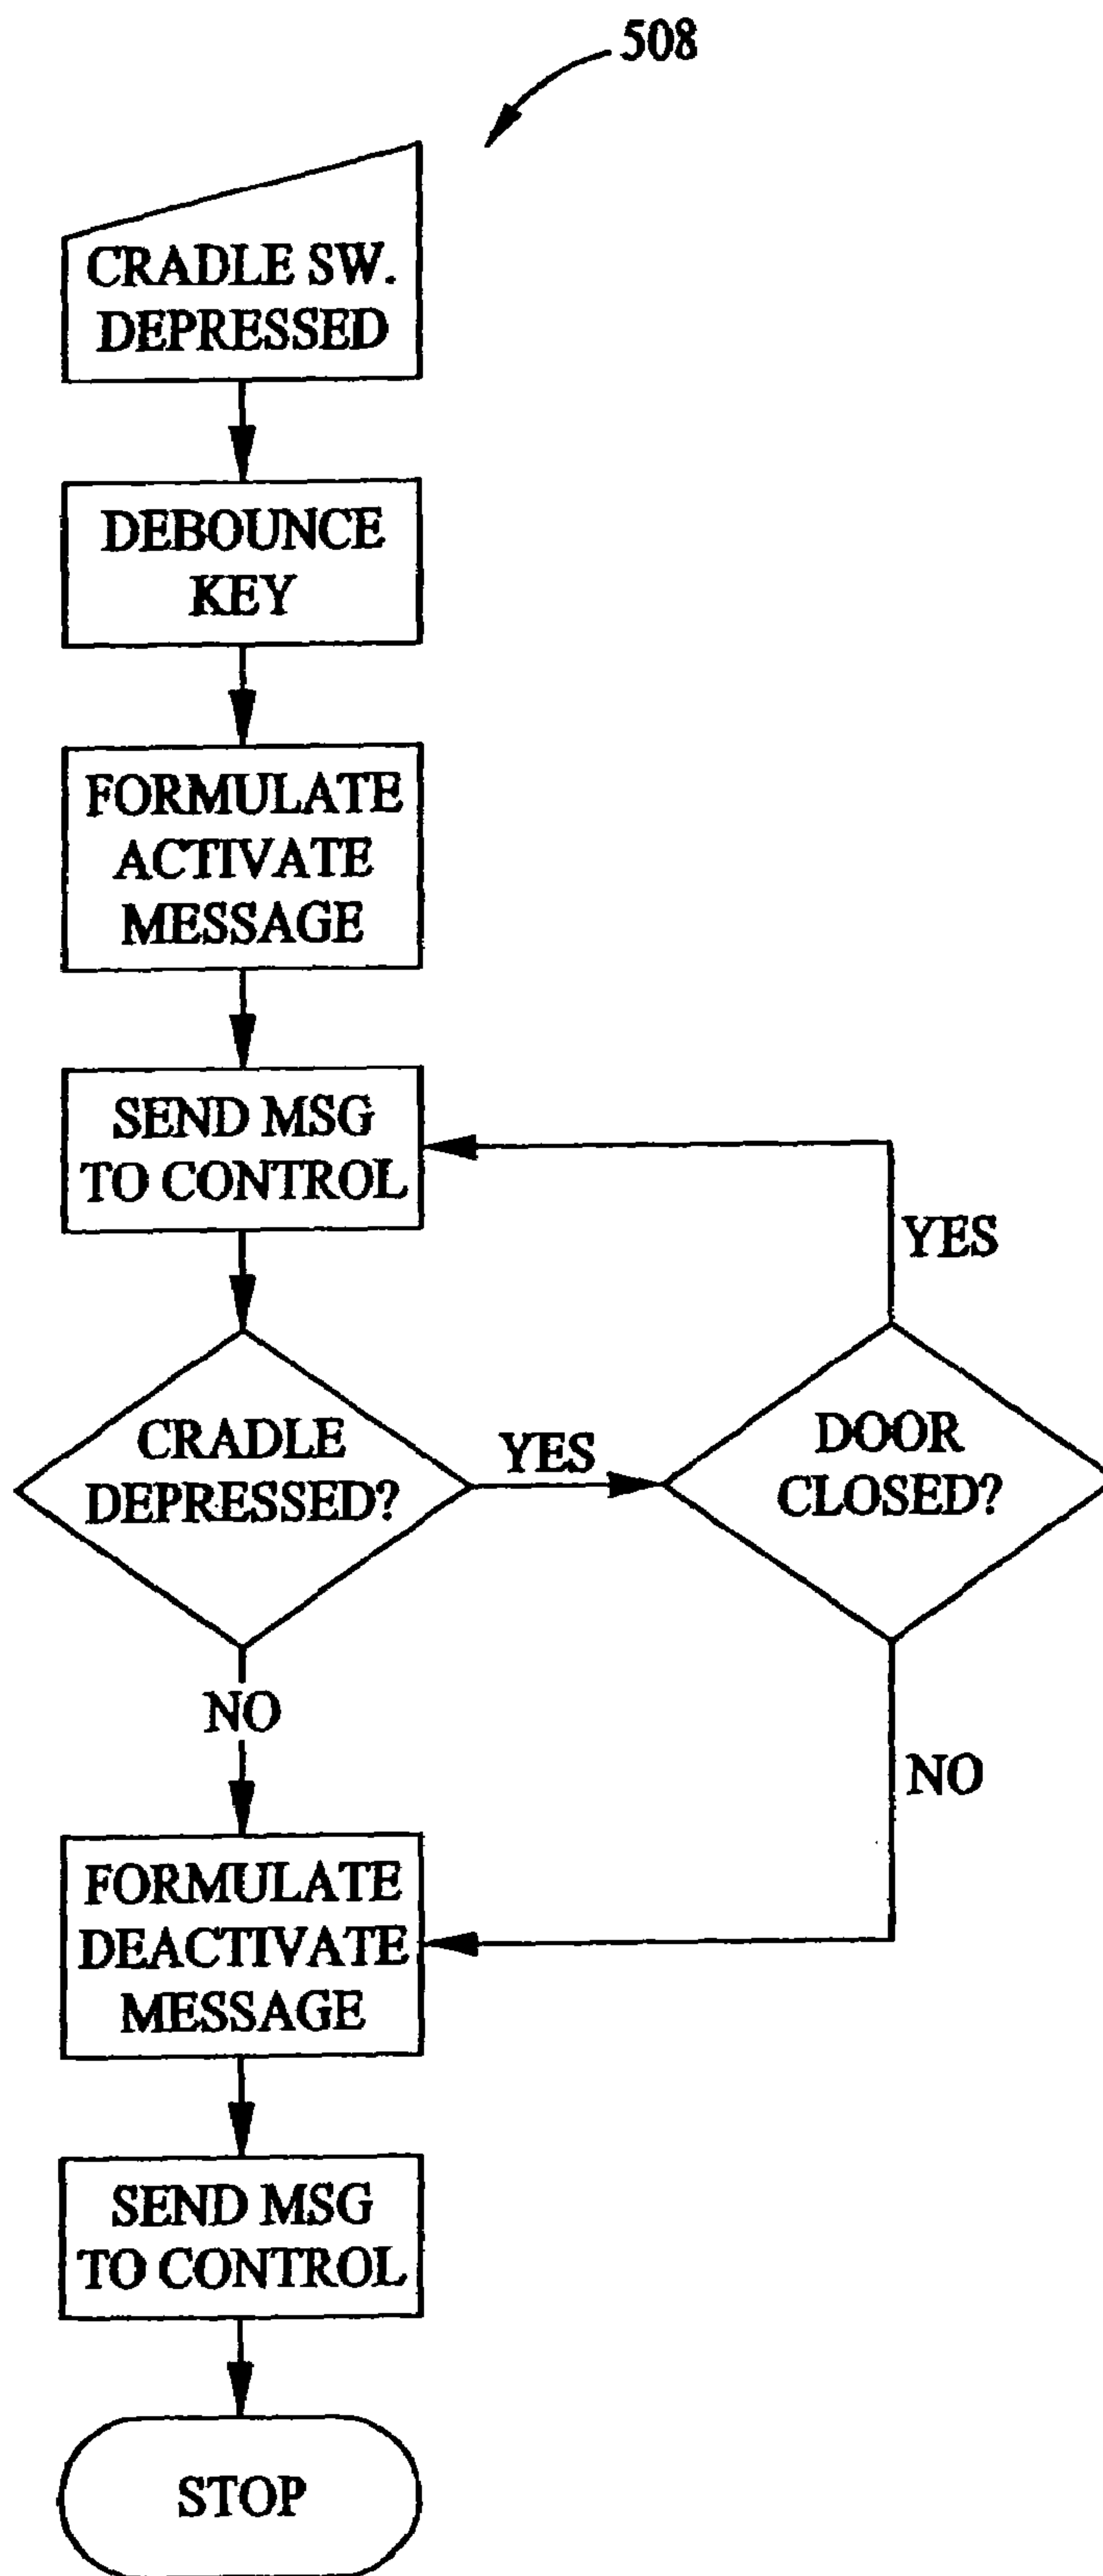 508
CRADLE SW.
DEPRESSED
DEBOUNCE
KEY
FORMULATE
ACTIVATE
MESSAGE
SEND MSG
TO CONTROL
YES
CRADLE
DEPRESSED?
YES
DOOR
CLOSED?
NO
NO
FORMULATE
DEACTIVATE
MESSAGE
SEND MSG
TO CONTROL
STOP